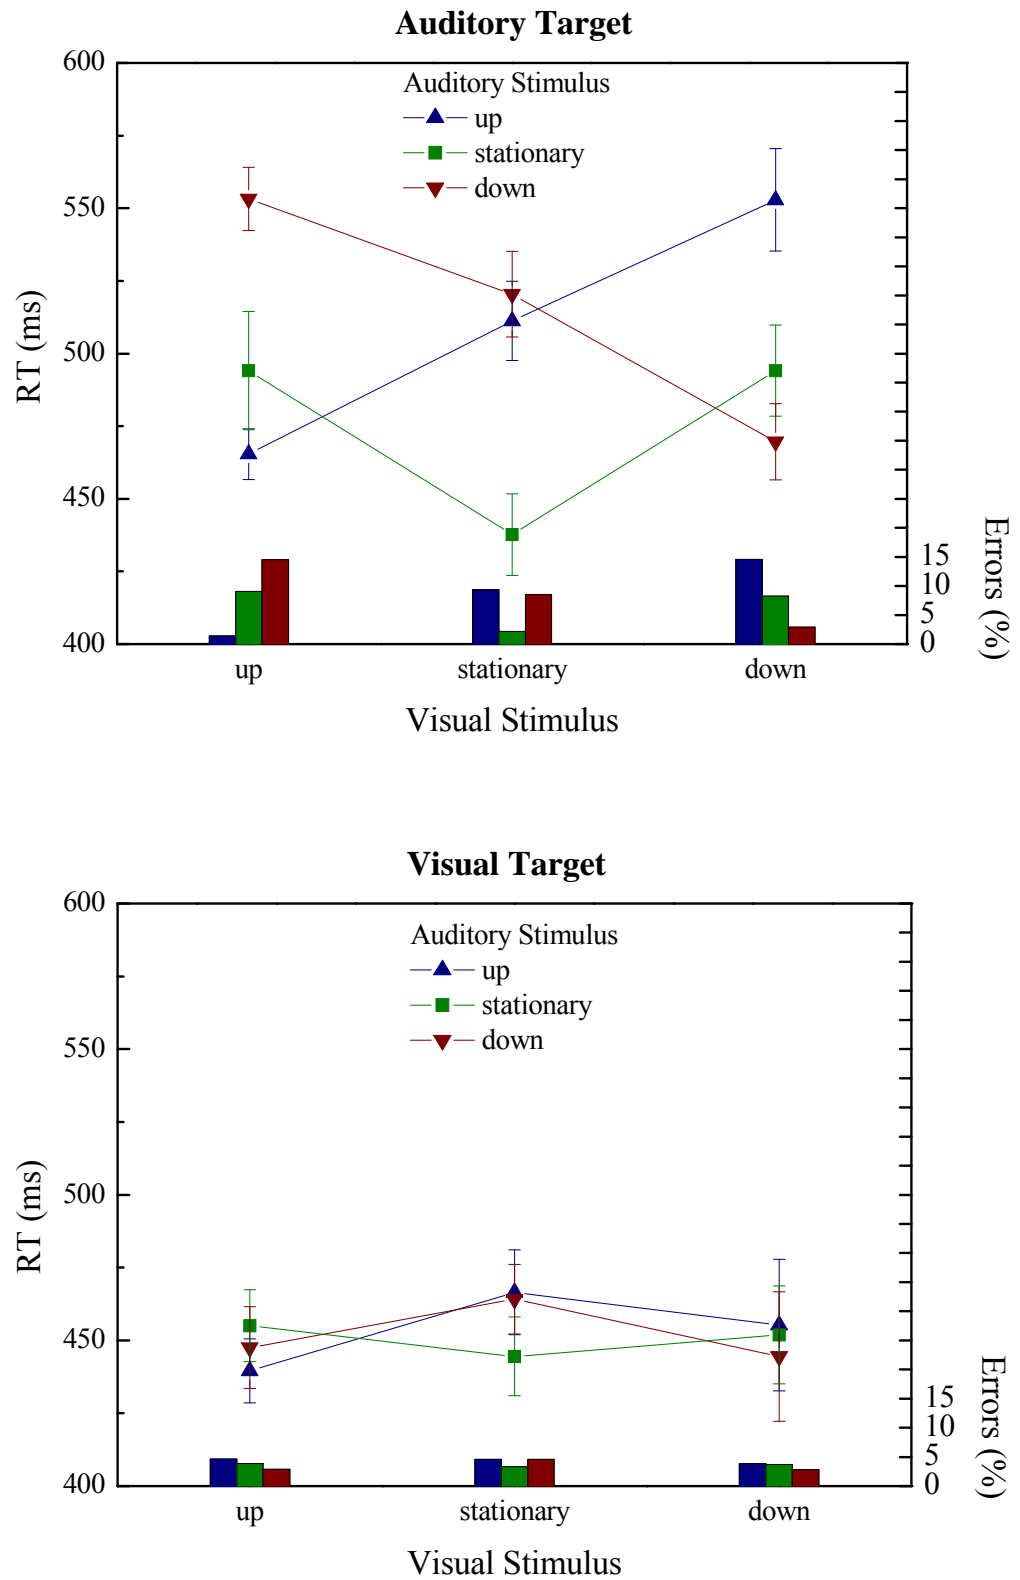 Auditory Target
600
550
500
450
400
RT (ms)
Auditory Stimulus
up
stationary
down
15
10
5
0
Errors (%)
up stationary down
Visual Stimulus
Visual Target
600
550
500
450
400
RT (ms)
Auditory Stimulus
up
stationary
down
15
10
5
0
Errors (%)
up stationary down
Visual Stimulus